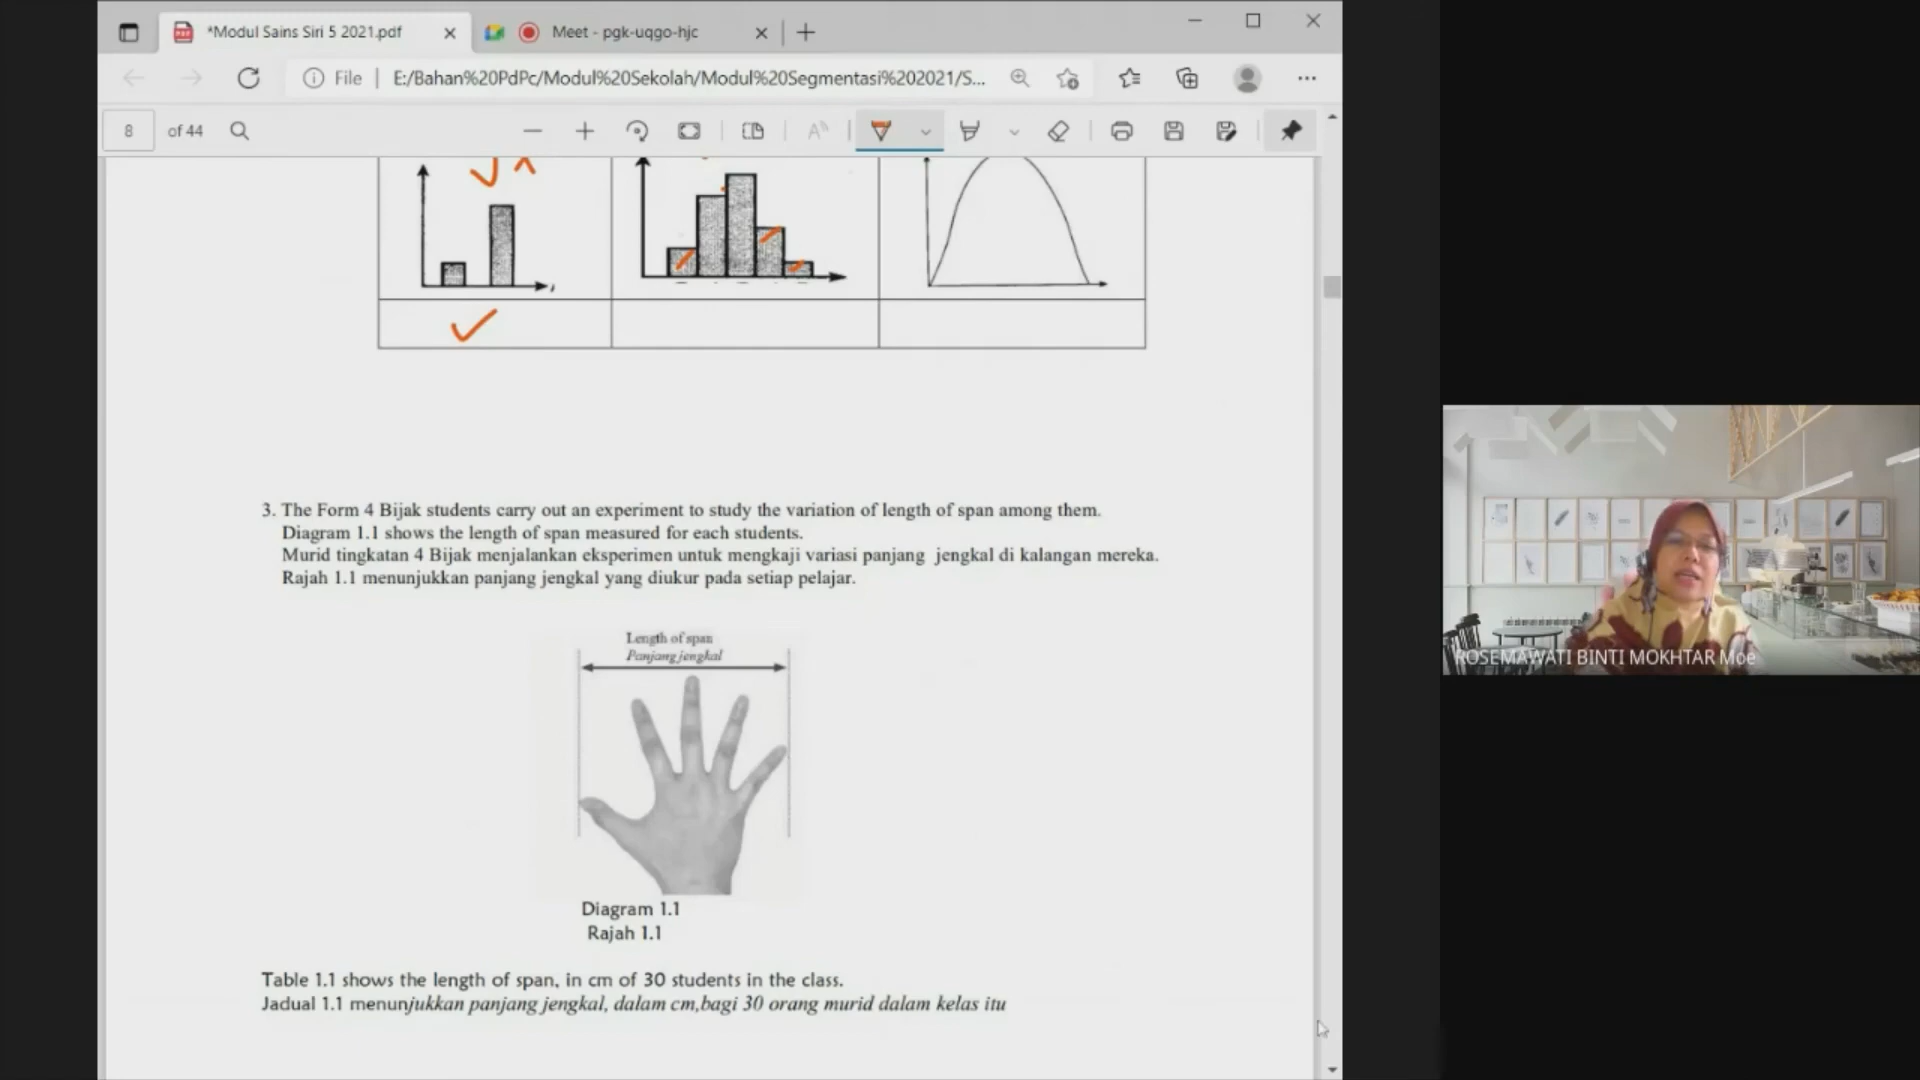 *Modul Sains Siri 5 2021.pdf
Meet - pgk-uqgo-hjc
File
E:/Bahan%20PdPc/Modul%20Sekolah/Modul%20Segmentasi%202021/S...
8 of 44
3. The Form 4 Bijak students carry out an experiment to study the variation of length of span among them.
Diagram 1.1 shows the length of span measured for each students.
Murid tingkatan 4 Bijak menjalankan eksperimen untuk mengkaji variasi panjang jengkal di kalangan mereka.
Rajah 1.1 menunjukkan panjang jengkal yang diukur pada setiap pelajar.
Length of span
Panjang jengkal
Diagram 1.1
Rajah 1.1
Table 1.1 shows the length of span, in cm of 30 students in the class.
Jadual 1.1 menunjukkan panjang jengkal, dalam cm,bagi 30 orang murid dalam kelas itu
ROSEMAWATI BINTI MOKHTAR Moe